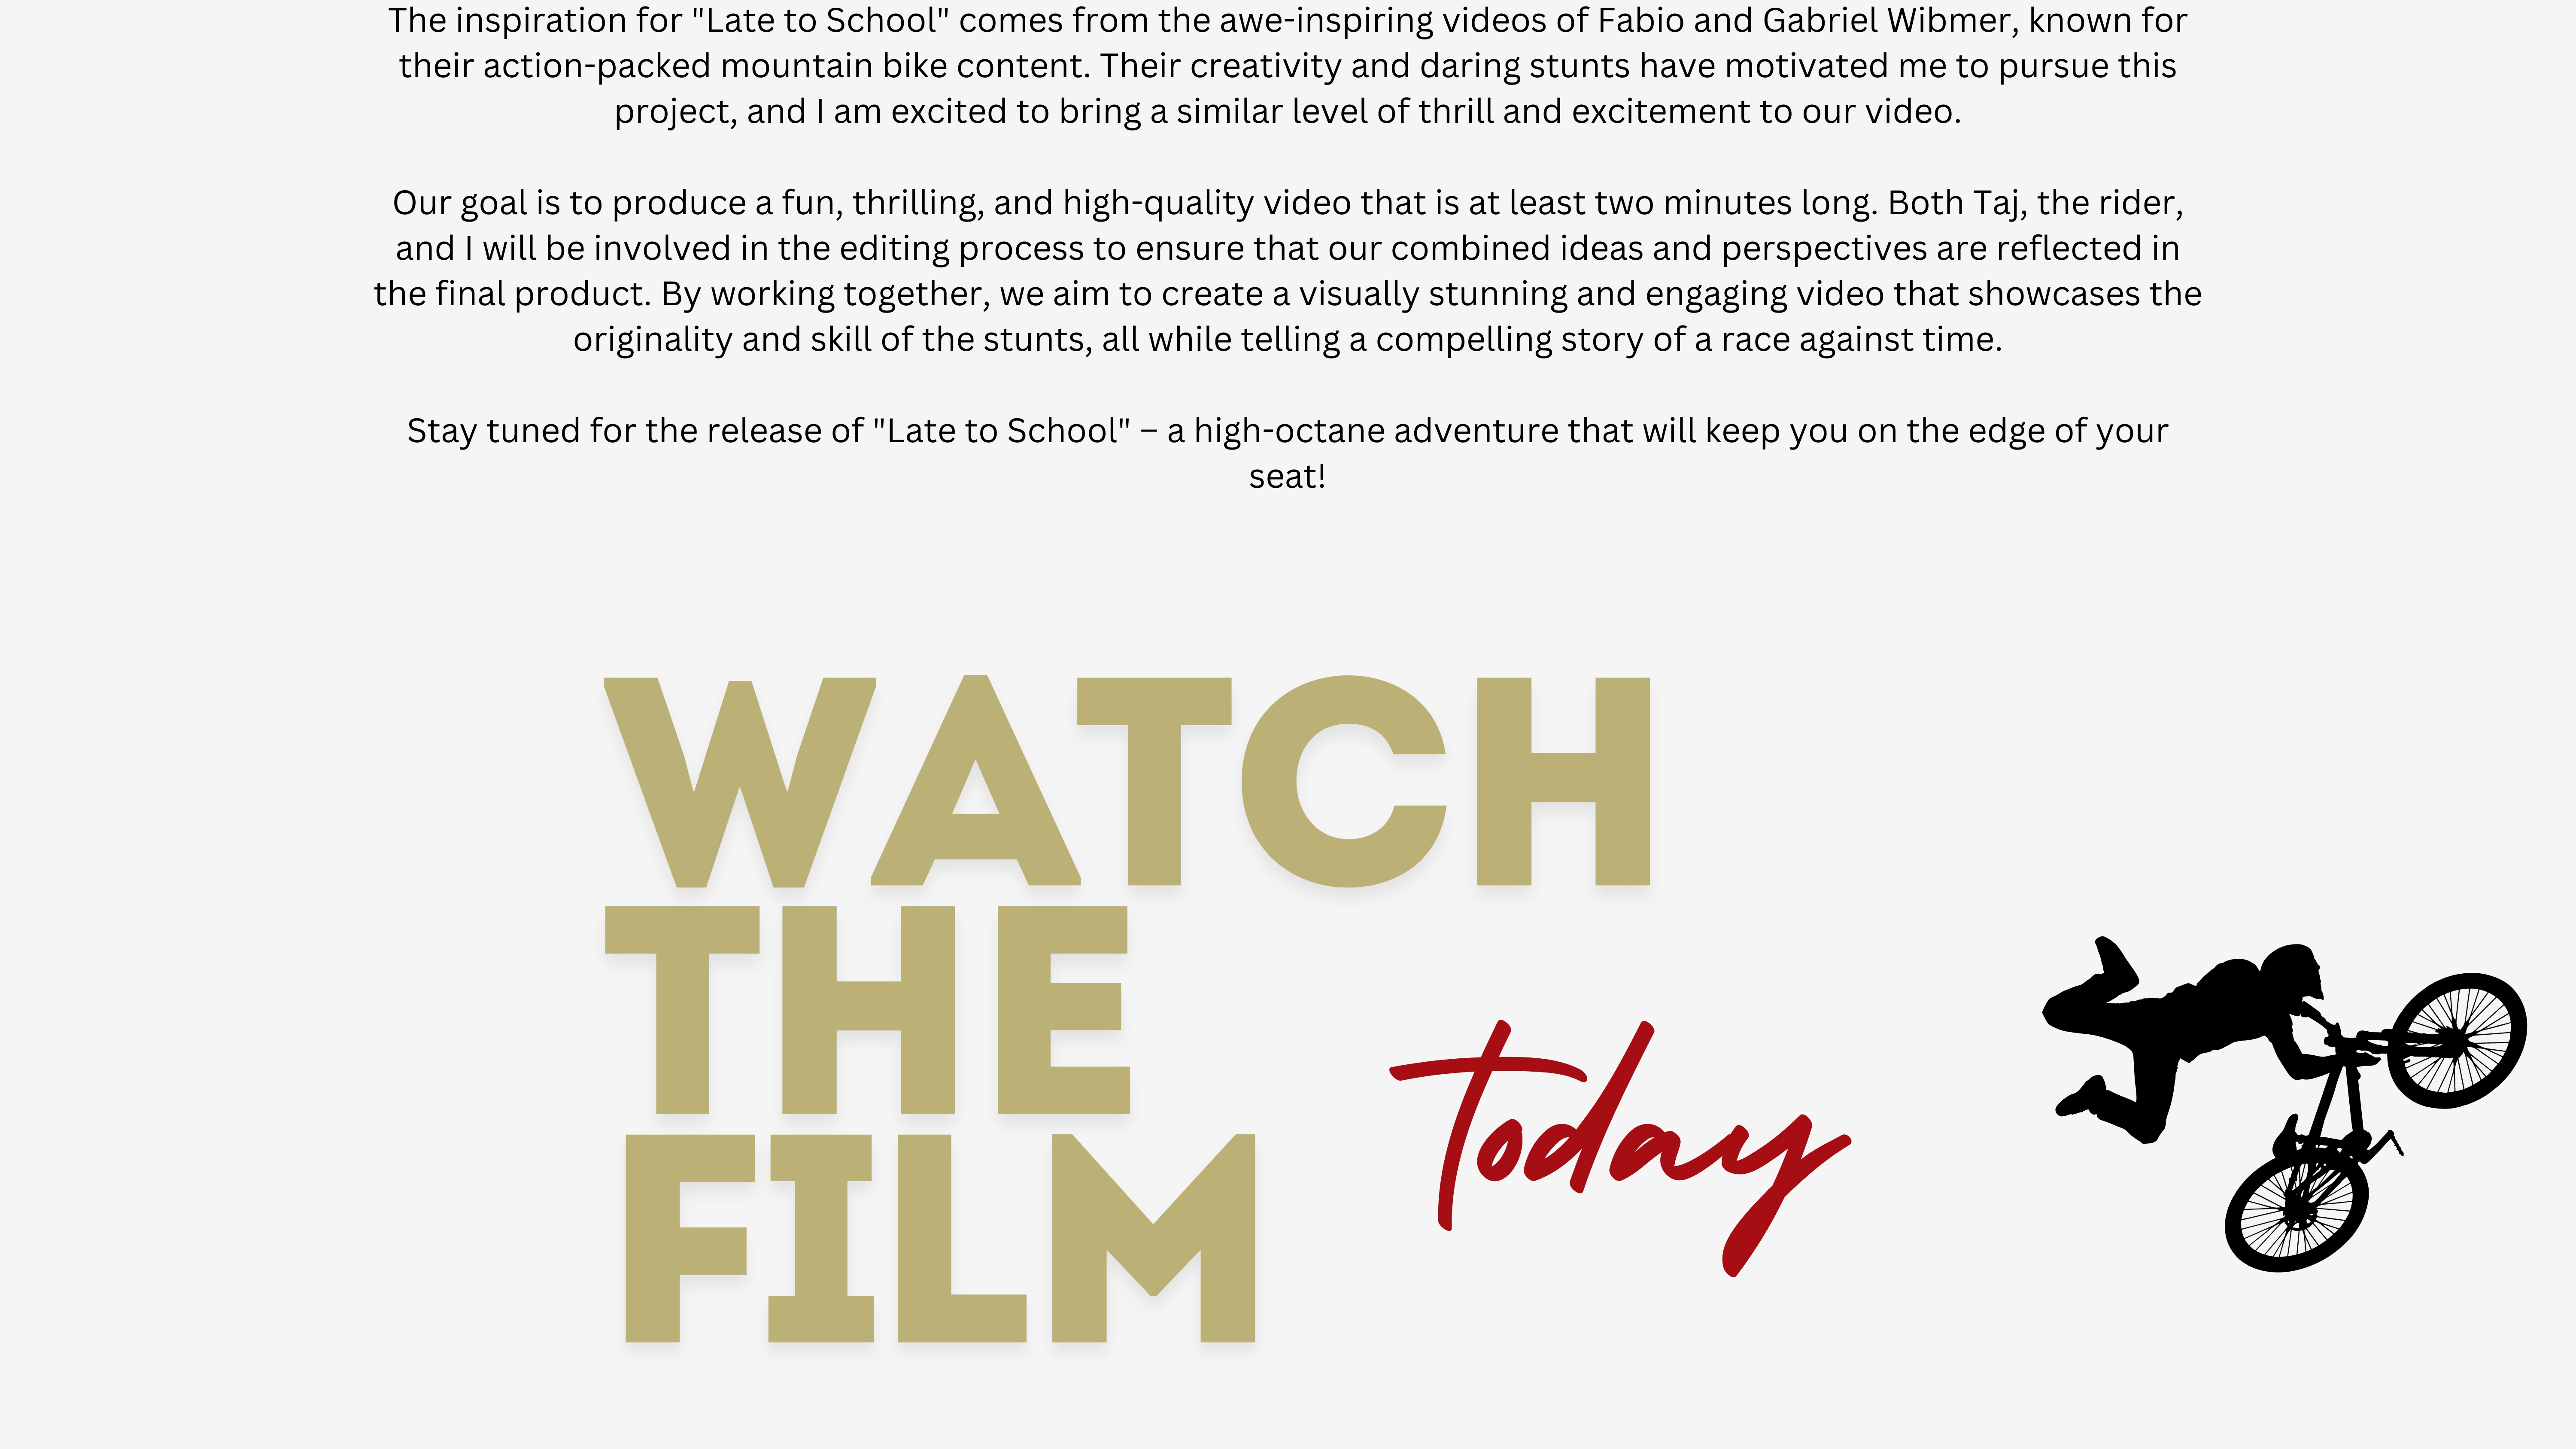 The inspiration for "Late to School" comes from the awe-inspiring videos of Fabio and Gabriel Wibmer, known for
their action-packed mountain bike content. Their creativity and daring stunts have motivated me to pursue this
project, and I am excited to bring a similar level of thrill and excitement to our video.
Our goal is to produce a fun, thrilling, and high-quality video that is at least two minutes long. Both Taj, the rider,
and I will be involved in the editing process to ensure that our combined ideas and perspectives are reflected in
the final product. By working together, we aim to create a visually stunning and engaging video that showcases the
originality and skill of the stunts, all while telling a compelling story of a race against time.
Stay tuned for the release of "Late to School" – a high-octane adventure that will keep you on the edge of your
seat!
WATCH
THE
FILM
today